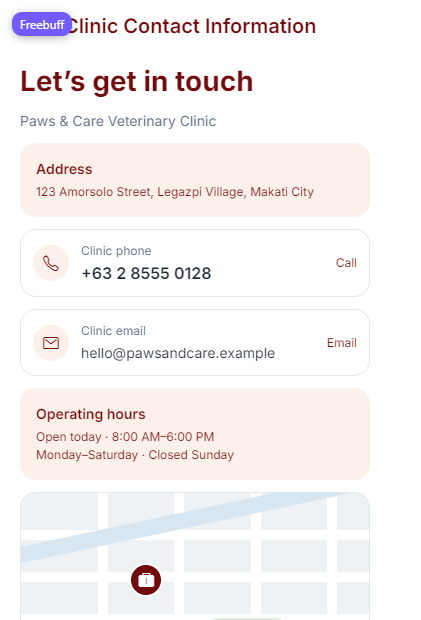 Freebuff
Clinic Contact Information
Let’s get in touch
Paws & Care Veterinary Clinic
Address
123 Amorsolo Street, Legazpi Village, Makati City
Clinic phone
+63 2 8555 0128
Call
Clinic email
hello@pawsandcare.example
Email
Operating hours
Open today · 8:00 AM–6:00 PM
Monday–Saturday · Closed Sunday